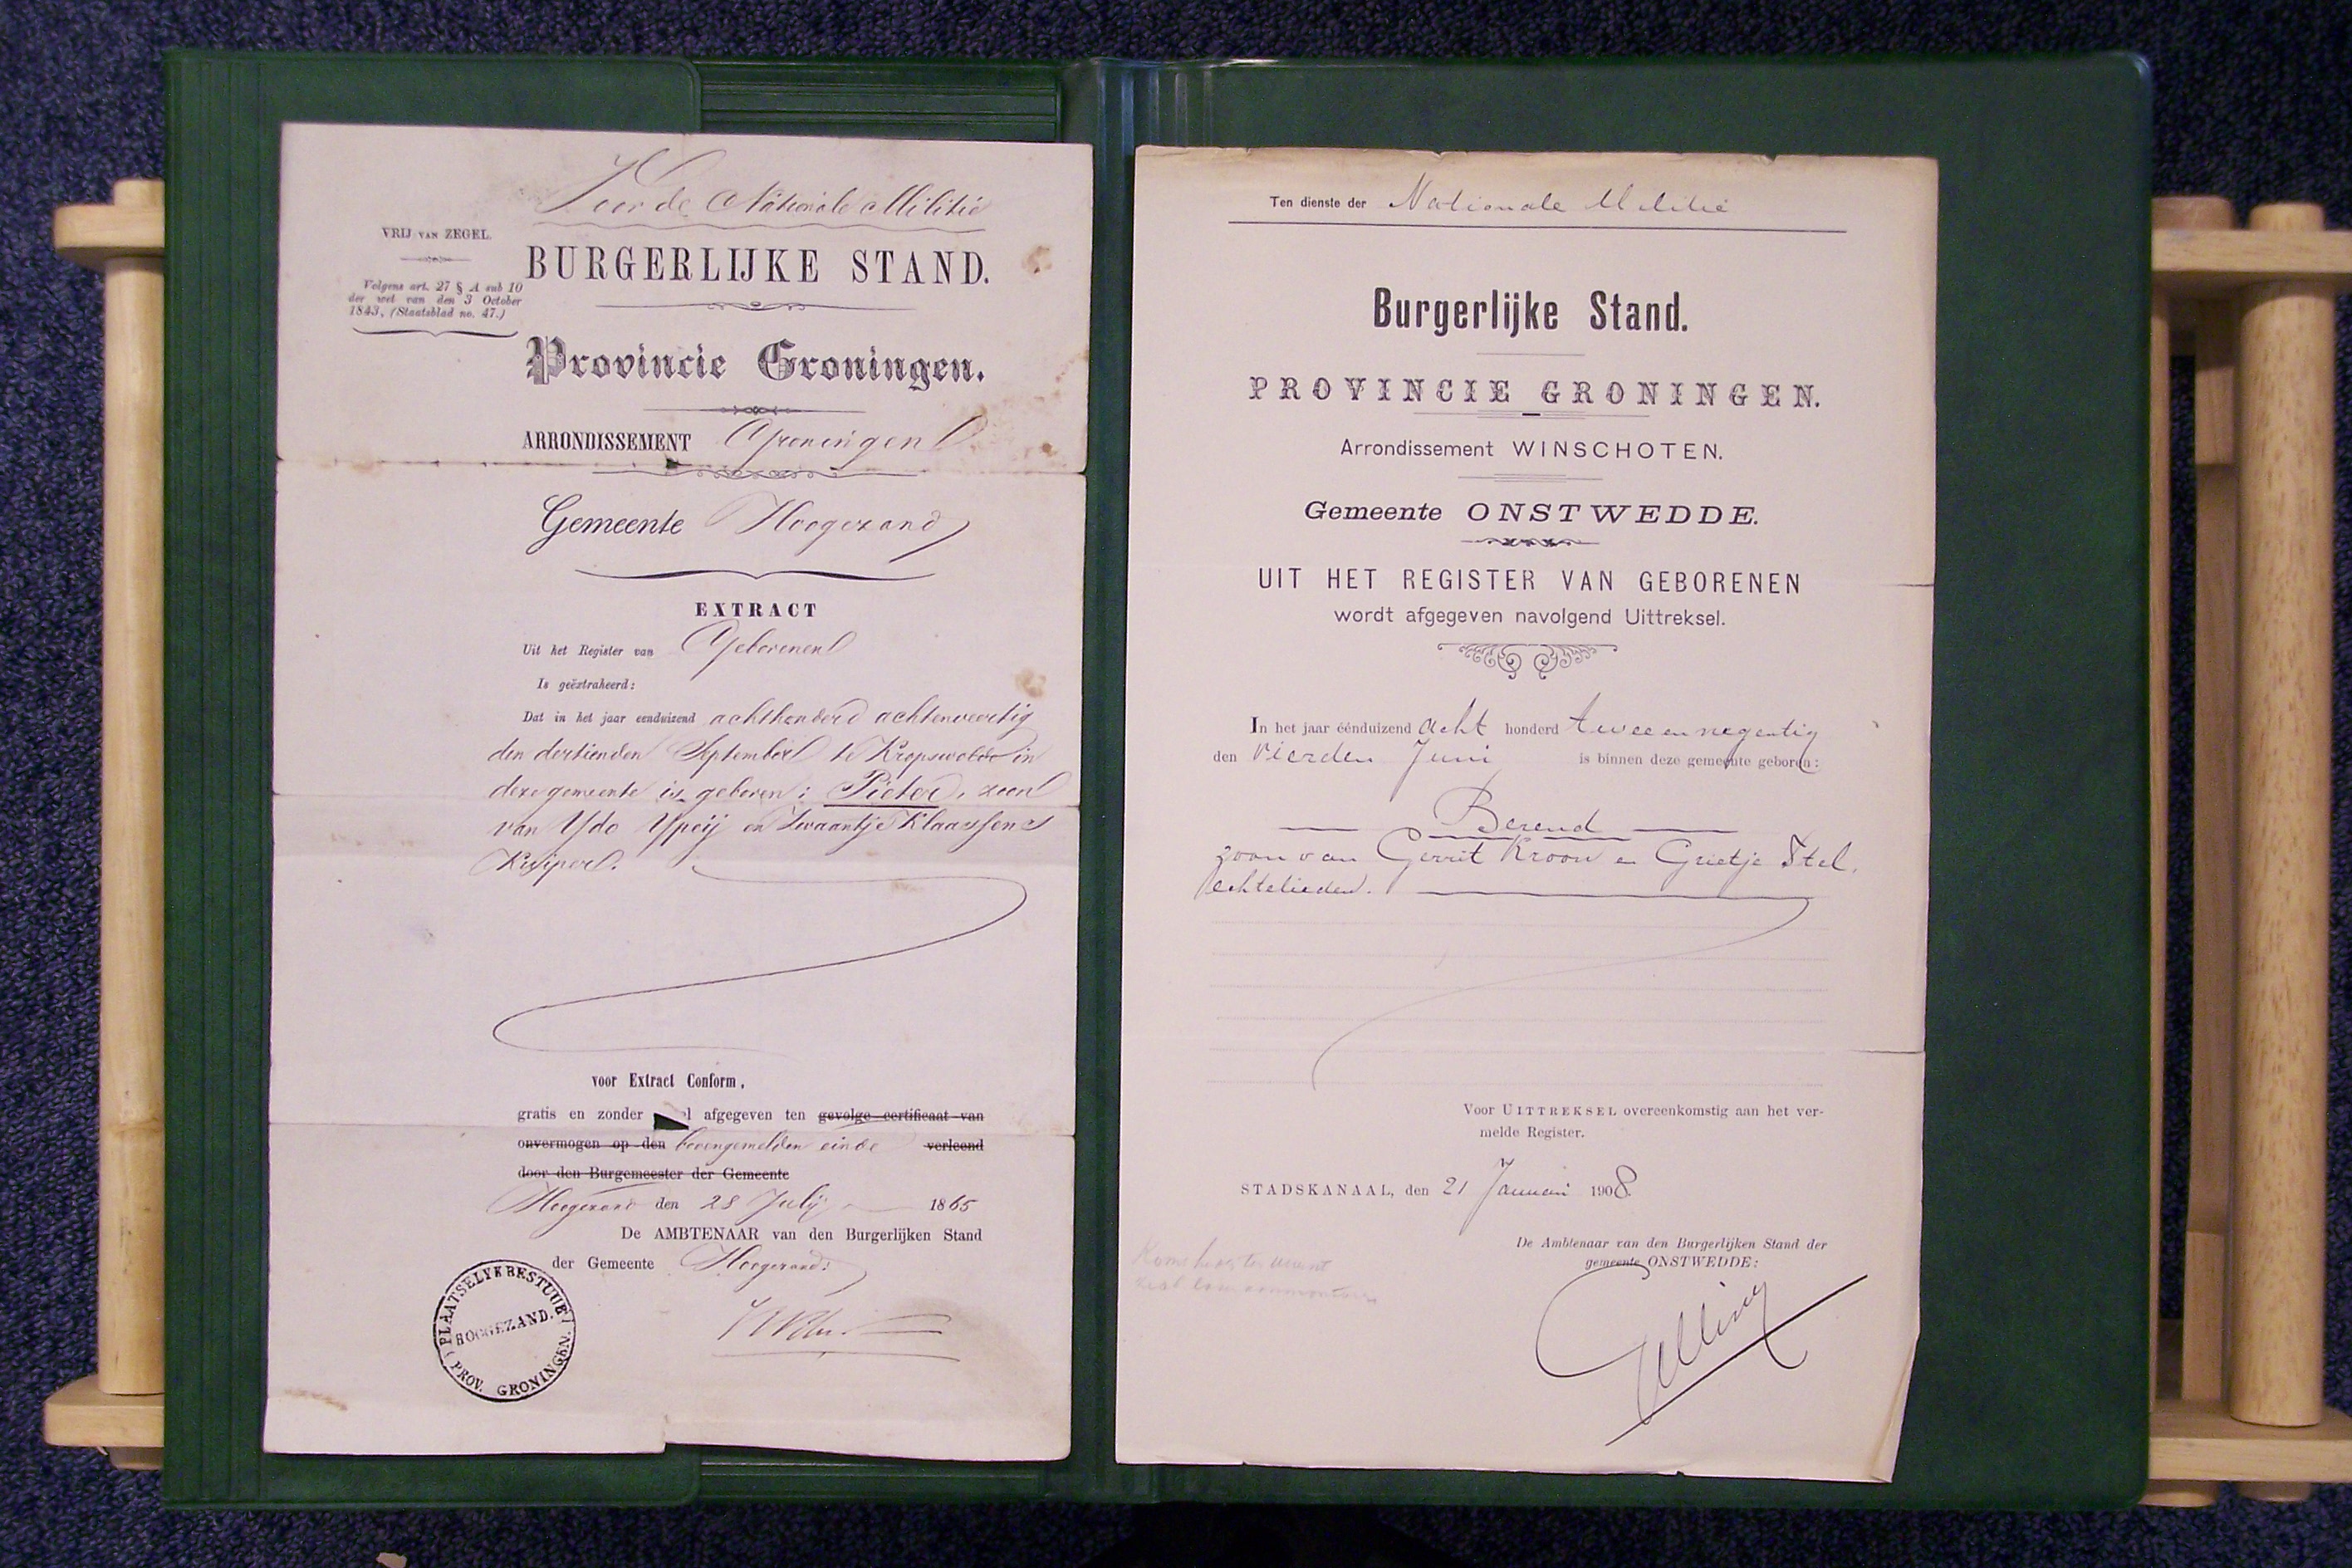 Voor de Nationale Militie
VRIJ VAN ZEGEL.
Volgens art. 27 § A sub 10
der wet van den 3 October
1843, (Staatsblad no. 47.)
BURGERLIJKE STAND.
Provincie Groningen.
ARRONDISSEMENT Groningen
Gemeente Hoogezand
EXTRACT
Uit het Register van Geborenen
Is geëxtraheerd:
Dat in het jaar eenduizend achthonderd achtenveertig
den dertienden September te Kropswolde in
deze gemeente is geboren: Pieter, zoon
van Ydo Ypeij en Zwaantje Klaassens
Kuiper.
voor Extract Conform,
gratis en zonder afgegeven ten gevolge certificaat van
onvermogen op den bovengemelden einde verleend
door den Burgemeester der Gemeente
Hoogezand den 28 July 1865
De AMBTENAAR van den Burgerlijken Stand
der Gemeente Hoogezand:
PLAATSELYK BESTUUR
HOOGEZAND.
PROV. GRONINGEN.
Ten dienste der Nationale Militie
Burgerlijke Stand.
PROVINCIE GRONINGEN.
Arrondissement WINSCHOTEN.
Gemeente ONSTWEDDE.
UIT HET REGISTER VAN GEBORENEN
wordt afgegeven navolgend Uittreksel.
In het jaar éénduizend acht honderd twee en negentig
den vierden Juni is binnen deze gemeente geboren:
Berend
zoon van Gerrit Kroon en Grietje Stel,
echtelieden.
Voor UITTREKSEL overeenkomstig aan het ver-
melde Register.
STADSKANAAL, den 21 Januari 1908.
De Ambtenaar van den Burgerlijken Stand der
gemeente ONSTWEDDE: